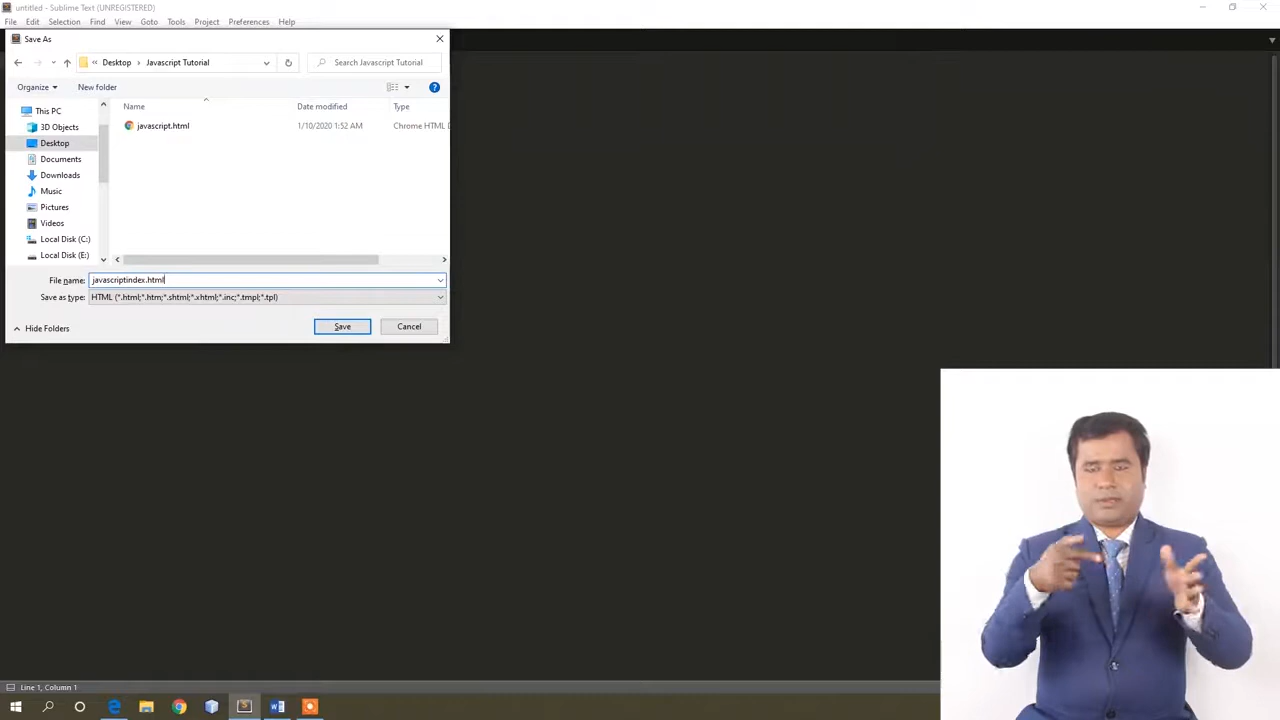 untitled - Sublime Text (UNREGISTERED)
File Edit Selection Find View Goto Tools Project Preferences Help
Save As
« Desktop › Javascript Tutorial
Search Javascript Tutorial
Organize
New folder
This PC
3D Objects
Desktop
Documents
Downloads
Music
Pictures
Videos
Local Disk (C:)
Local Disk (E:)
Name Date modified Type
javascript.html 1/10/2020 1:52 AM Chrome HTML D
File name: javascriptindex.html
Save as type: HTML (*.html;*.htm;*.shtml;*.xhtml;*.inc;*.tmpl;*.tpl)
Hide Folders
Save
Cancel
Line 1, Column 1